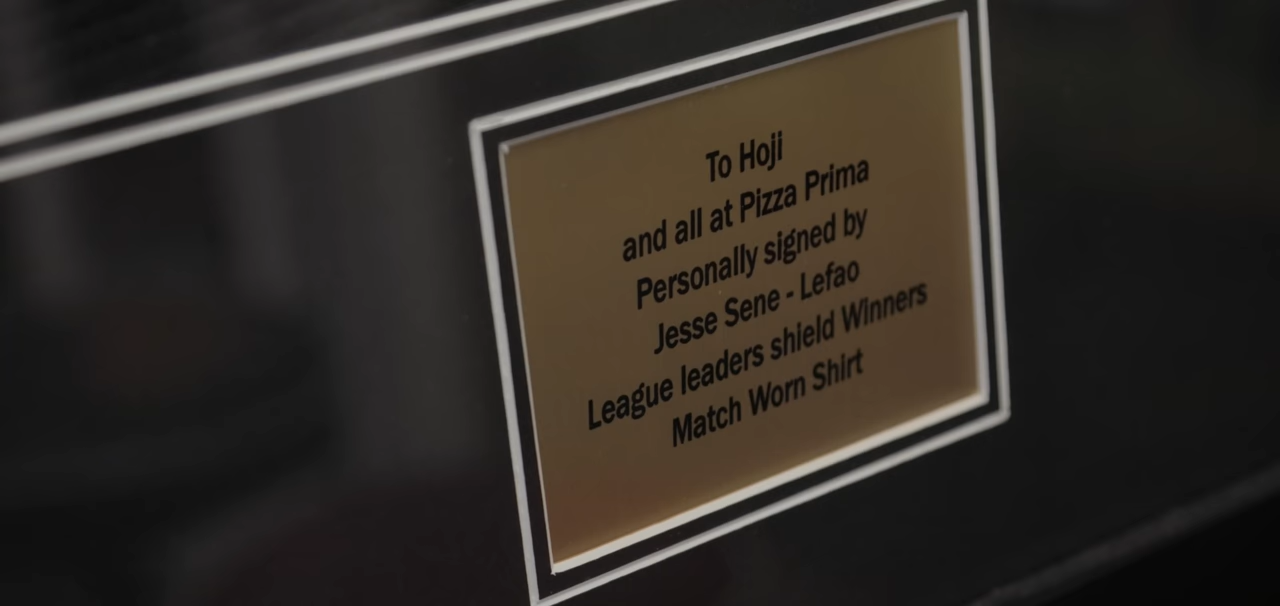 To Hoji
and all at Pizza Prima
Personally signed by
Jesse Sene - Lefao
League leaders shield Winners
Match Worn Shirt